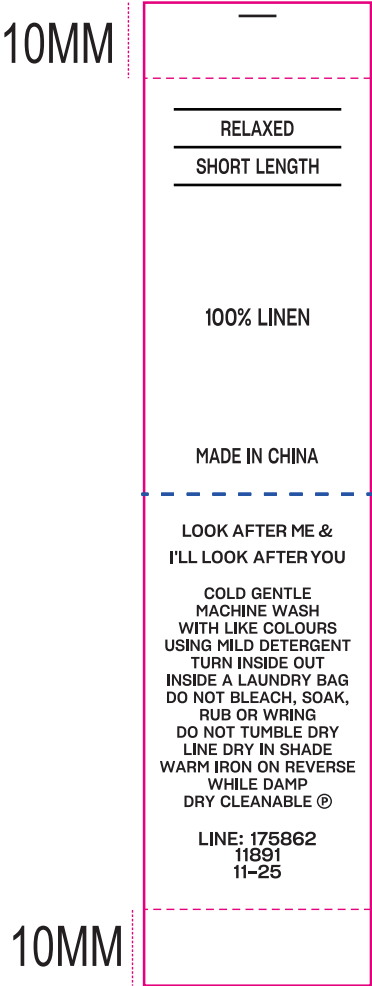 10MM
RELAXED
SHORT LENGTH
100% LINEN
MADE IN CHINA
LOOK AFTER ME &
I'LL LOOK AFTER YOU
COLD GENTLE
MACHINE WASH
WITH LIKE COLOURS
USING MILD DETERGENT
TURN INSIDE OUT
INSIDE A LAUNDRY BAG
DO NOT BLEACH, SOAK,
RUB OR WRING
DO NOT TUMBLE DRY
LINE DRY IN SHADE
WARM IRON ON REVERSE
WHILE DAMP
DRY CLEANABLE Ⓟ
LINE: 175862
11891
11-25
10MM